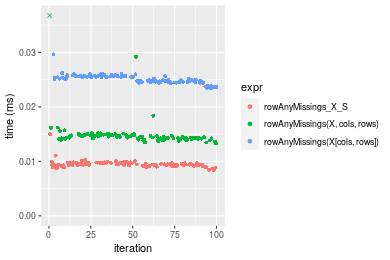 0.03
0.02
0.01
0.00
time (ms)
0
25
50
75
100
iteration
expr
rowAnyMissings_X_S
rowAnyMissings(X, cols, rows)
rowAnyMissings(X[cols, rows])